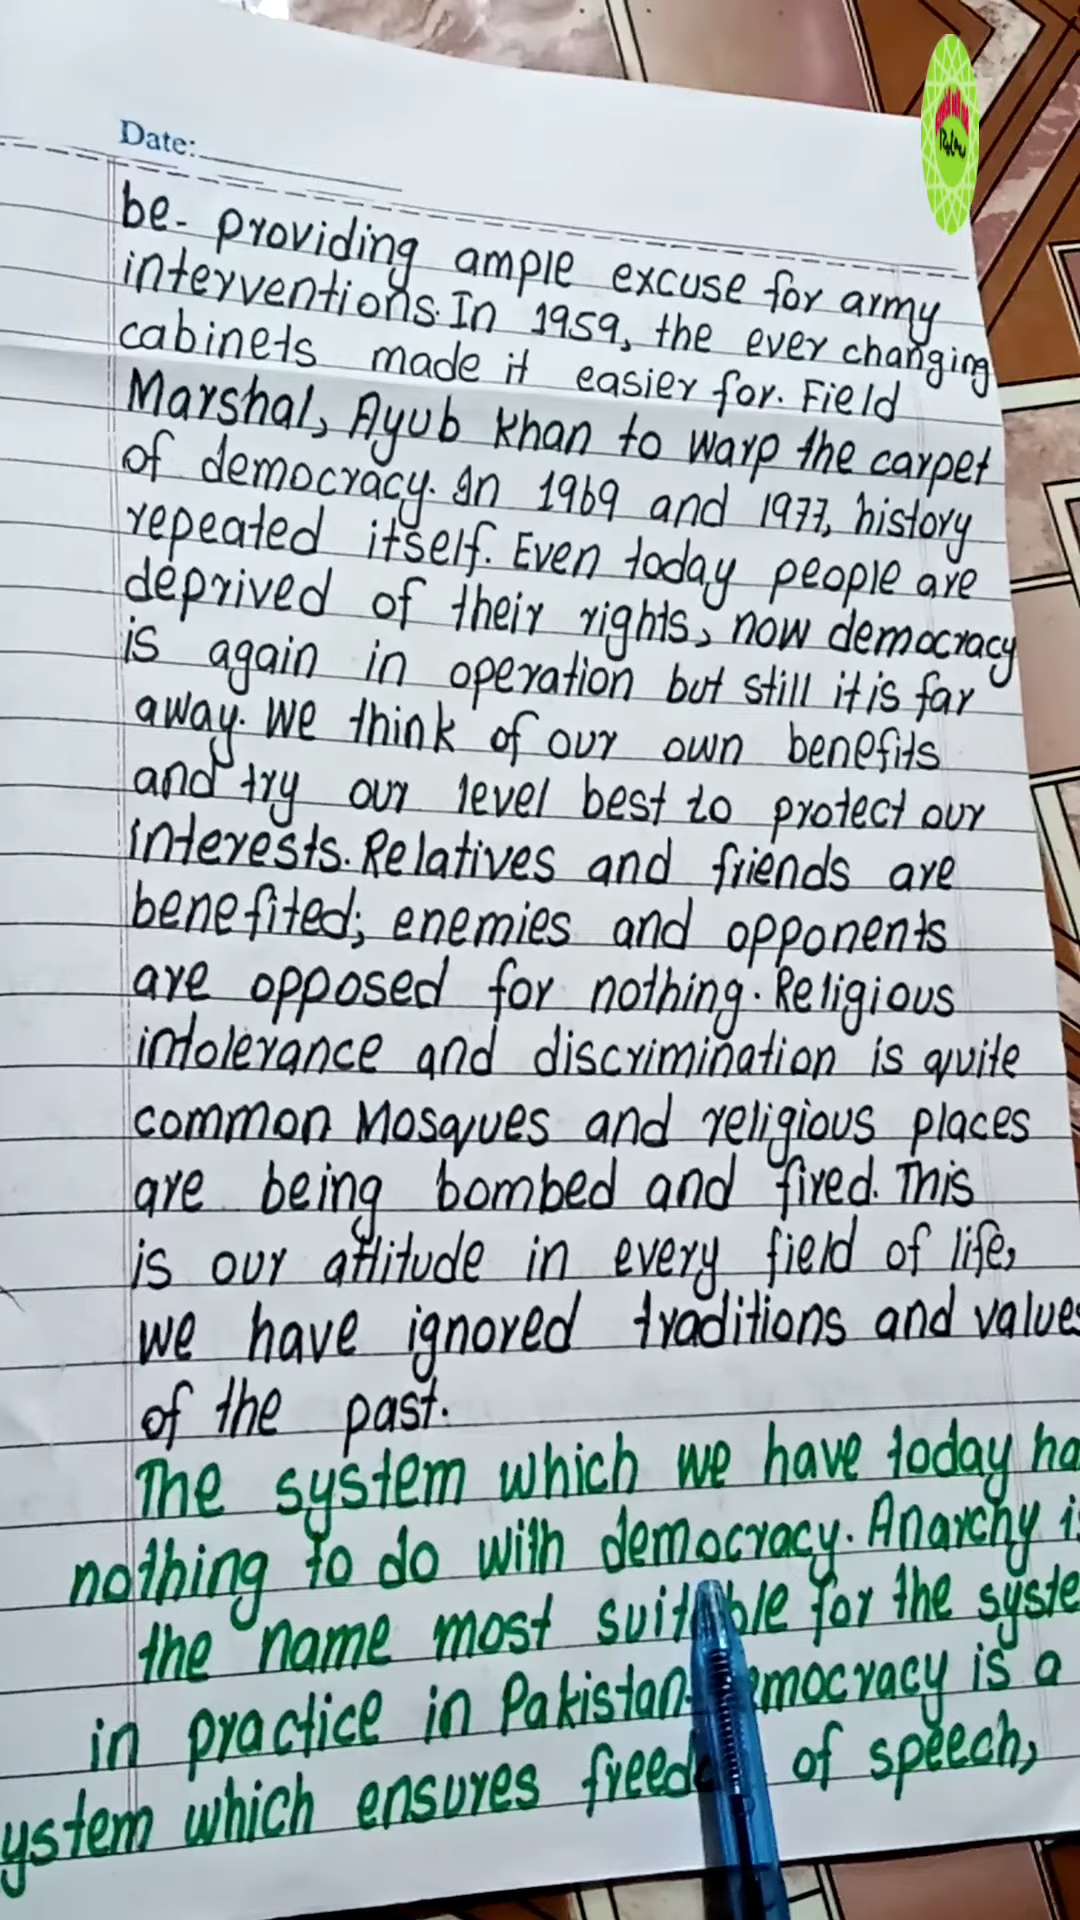 Date:
be- providing ample excuse for army
interventions. In 1959, the ever changing
cabinets made it easier for. Field
Marshal, Ayub Khan to warp the carpet
of democracy. In 1969 and 1977, history
repeated itself. Even today people are
deprived of their rights, now democracy
is again in operation but still it is far
away. We think of our own benefits
and try our level best to protect our
interests. Relatives and friends are
benefited; enemies and opponents
are opposed for nothing. Religious
intolerance and discrimination is quite
common Mosques and religious places
are being bombed and fired. This
is our attitude in every field of life,
we have ignored traditions and value
of the past.
The system which we have today ha
nothing to do with democracy. Anarchy i
the name most suitable for the syste
in practice in Pakistan. emocracy is a
ystem which ensures freed of speech,